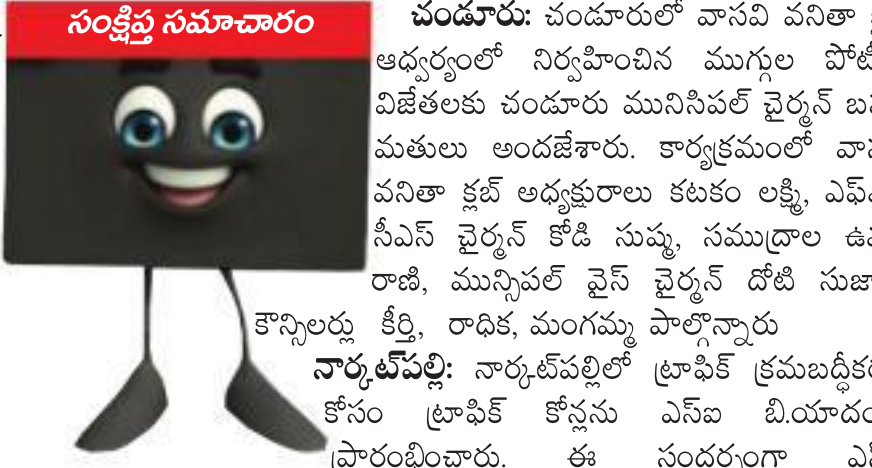 సంక్షిప్త సమాచారం
చండూరు: చండూరులో వాసవి వనితా
ఆధ్వర్యంలో నిర్వహించిన ముగ్గుల
విజేతలకు చండూరు మునిసిపల్ చైర్మన్
మతులు అందజేశారు. కార్యక్రమంలో
వనితా క్లబ్ అధ్యక్షురాలు కటకం లక్ష్మి,
సీఎస్ చైర్మన్ కోడి సుష్మ, సముద్రాల
రాణి, మున్సిపల్ వైస్ చైర్మన్ దోటి
కౌన్సిలర్లు కీర్తి, రాధిక, మంగమ్మ పాల్గొన్నారు
నార్కట్‌పల్లి: నార్కట్‌పల్లిలో ట్రాఫిక్
కోసం ట్రాఫిక్ కోన్లను ఎస్ఐ
ప్రారంభించారు. ఈ సందర్భంగా